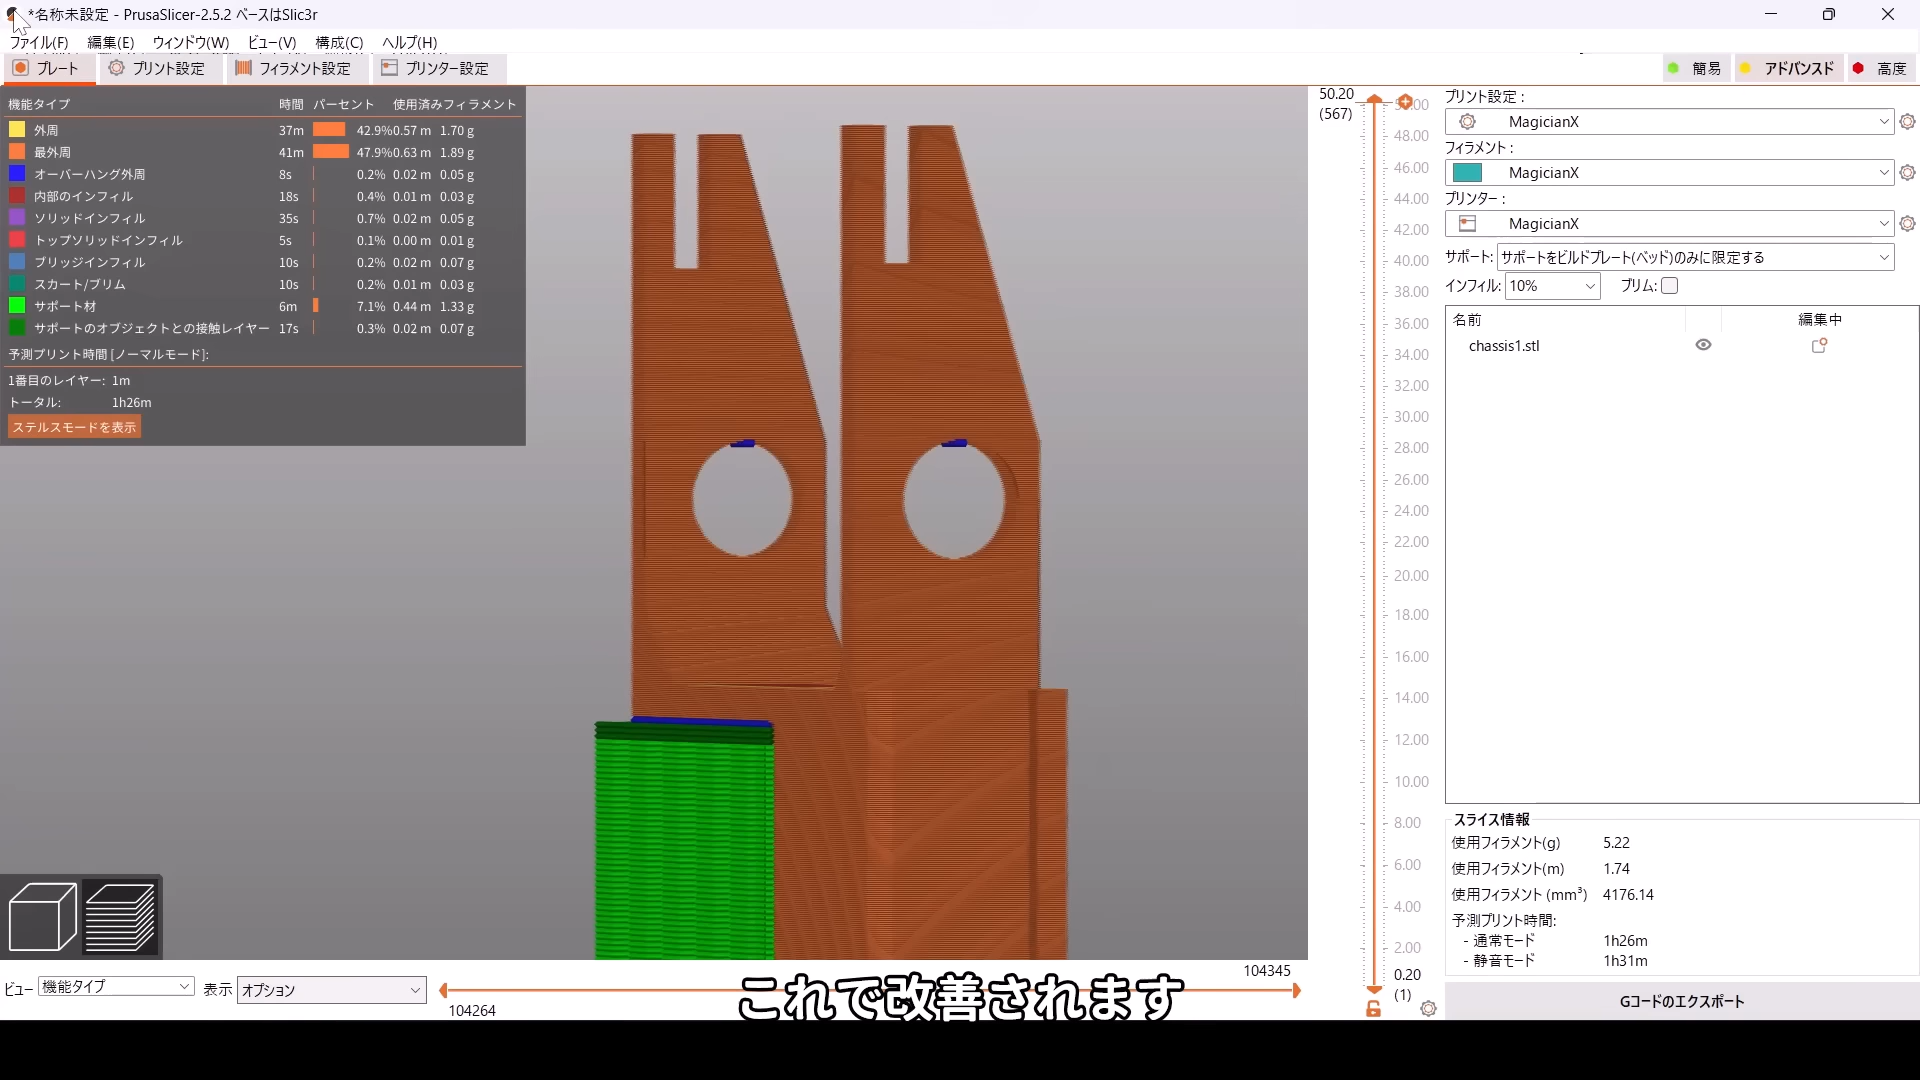 *名称未設定 - PrusaSlicer-2.5.2 ベースはSlic3r
ファイル(F) 編集(E) ウィンドウ(W) ビュー(V) 構成(C) ヘルプ(H)
プレート プリント設定 フィラメント設定 プリンター設定 簡易 アドバンスド 高度
機能タイプ 時間 パーセント 使用済みフィラメント
外周 37m 42.9% 0.57 m 1.70 g
最外周 41m 47.9% 0.63 m 1.89 g
オーバーハング外周 8s 0.2% 0.02 m 0.05 g
内部のインフィル 18s 0.4% 0.01 m 0.03 g
ソリッドインフィル 35s 0.7% 0.02 m 0.05 g
トップソリッドインフィル 5s 0.1% 0.00 m 0.01 g
ブリッジインフィル 10s 0.2% 0.02 m 0.07 g
スカート/ブリム 10s 0.2% 0.01 m 0.03 g
サポート材 6m 7.1% 0.44 m 1.33 g
サポートのオブジェクトとの接触レイヤー 17s 0.3% 0.02 m 0.07 g
予測プリント時間 [ノーマルモード]:
1番目のレイヤー: 1m
トータル: 1h26m
ステルスモードを表示
50.20
(567)
48.00
46.00
44.00
42.00
40.00
38.00
36.00
34.00
32.00
30.00
28.00
26.00
24.00
22.00
20.00
18.00
16.00
14.00
12.00
10.00
8.00
6.00
4.00
2.00
0.20
(1)
プリント設定 :
MagicianX
フィラメント :
MagicianX
プリンター :
MagicianX
サポート: サポートをビルドプレート(ベッド)のみに限定する
インフィル: 10% ブリム:
名前 編集中
chassis1.stl
スライス情報
使用フィラメント(g) 5.22
使用フィラメント(m) 1.74
使用フィラメント (mm³) 4176.14
予測プリント時間:
- 通常モード 1h26m
- 静音モード 1h31m
Gコードのエクスポート
ビュー 機能タイプ 表示 オプション
104345
104264
これで改善されます